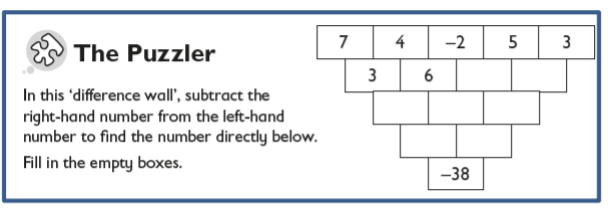 The Puzzler
In this ‘difference wall’, subtract the
right-hand number from the left-hand
number to find the number directly below.
Fill in the empty boxes.
7 4 –2 5 3
3 6
–38